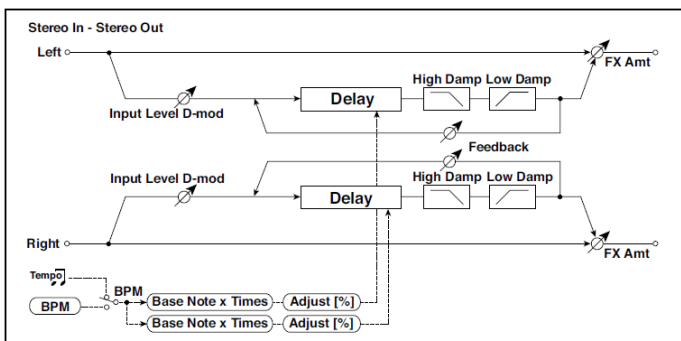 Stereo In - Stereo Out
Left
FX Amt
High Damp Low Damp
Delay
Input Level D-mod
Feedback
Input Level D-mod
High Damp Low Damp
Delay
Right
FX Amt
Tempo
BPM
BPM
Base Note x Times
Adjust [%]
Base Note x Times
Adjust [%]